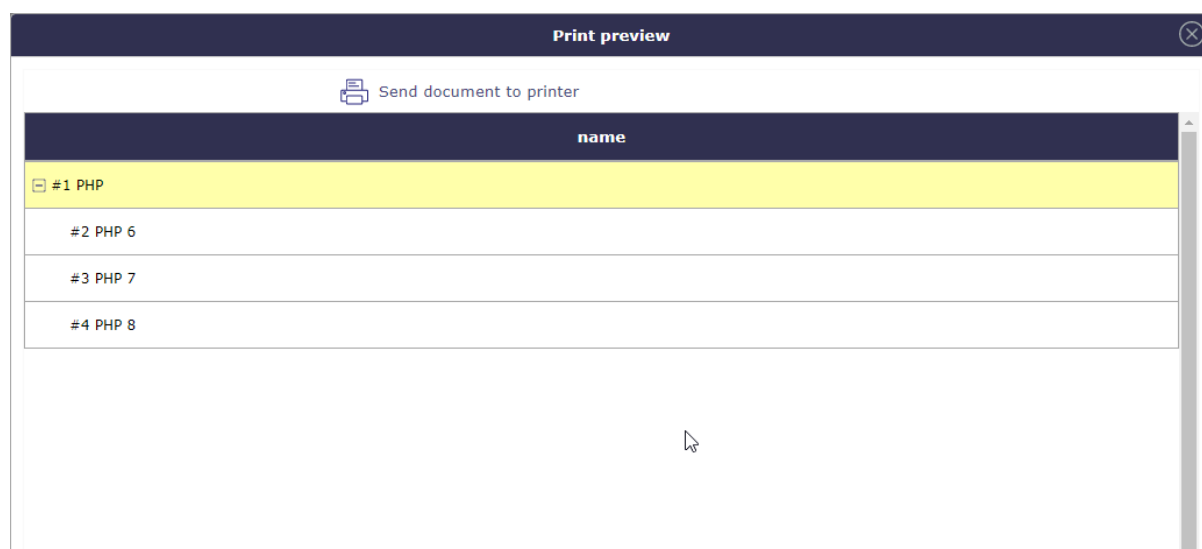 Print preview
Send document to printer
name
#1 PHP
#2 PHP 6
#3 PHP 7
#4 PHP 8